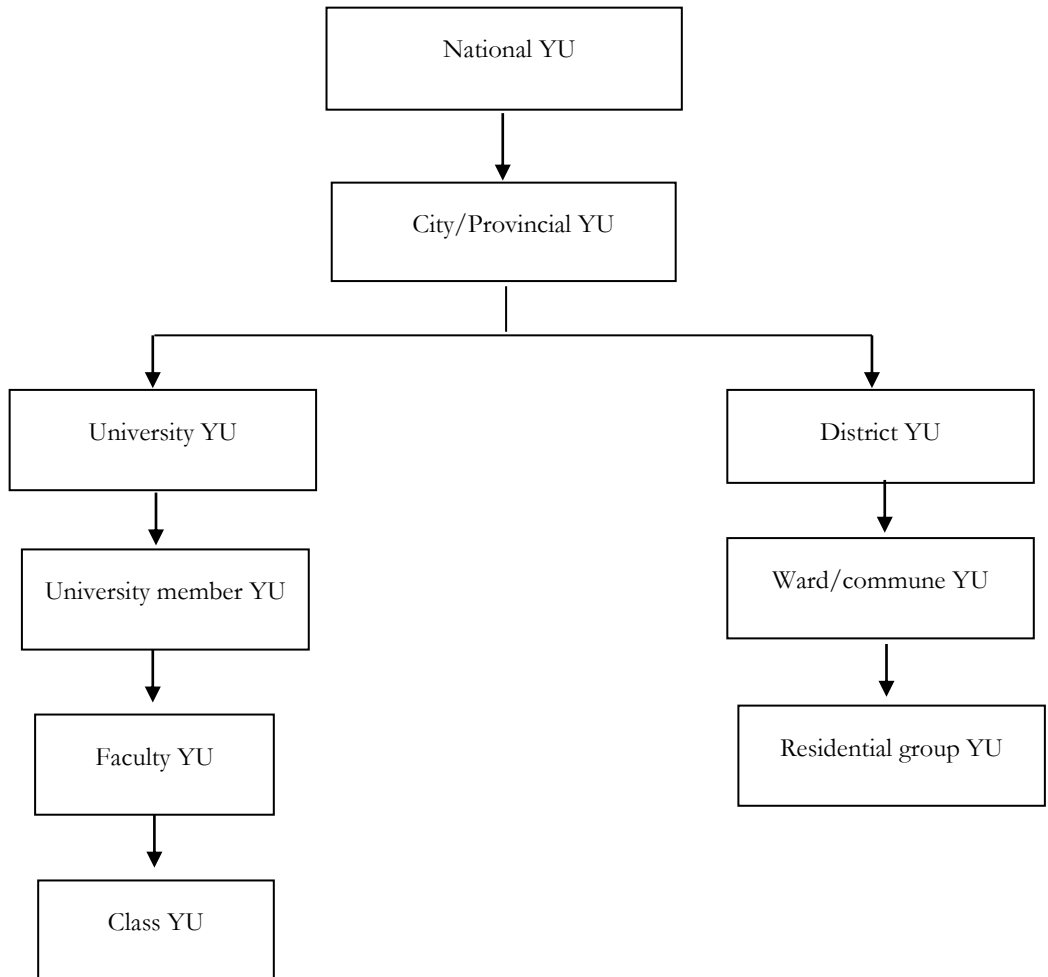 National YU
City/Provincial YU
University YU
District YU
University member YU
Ward/commune YU
Faculty YU
Residential group YU
Class YU